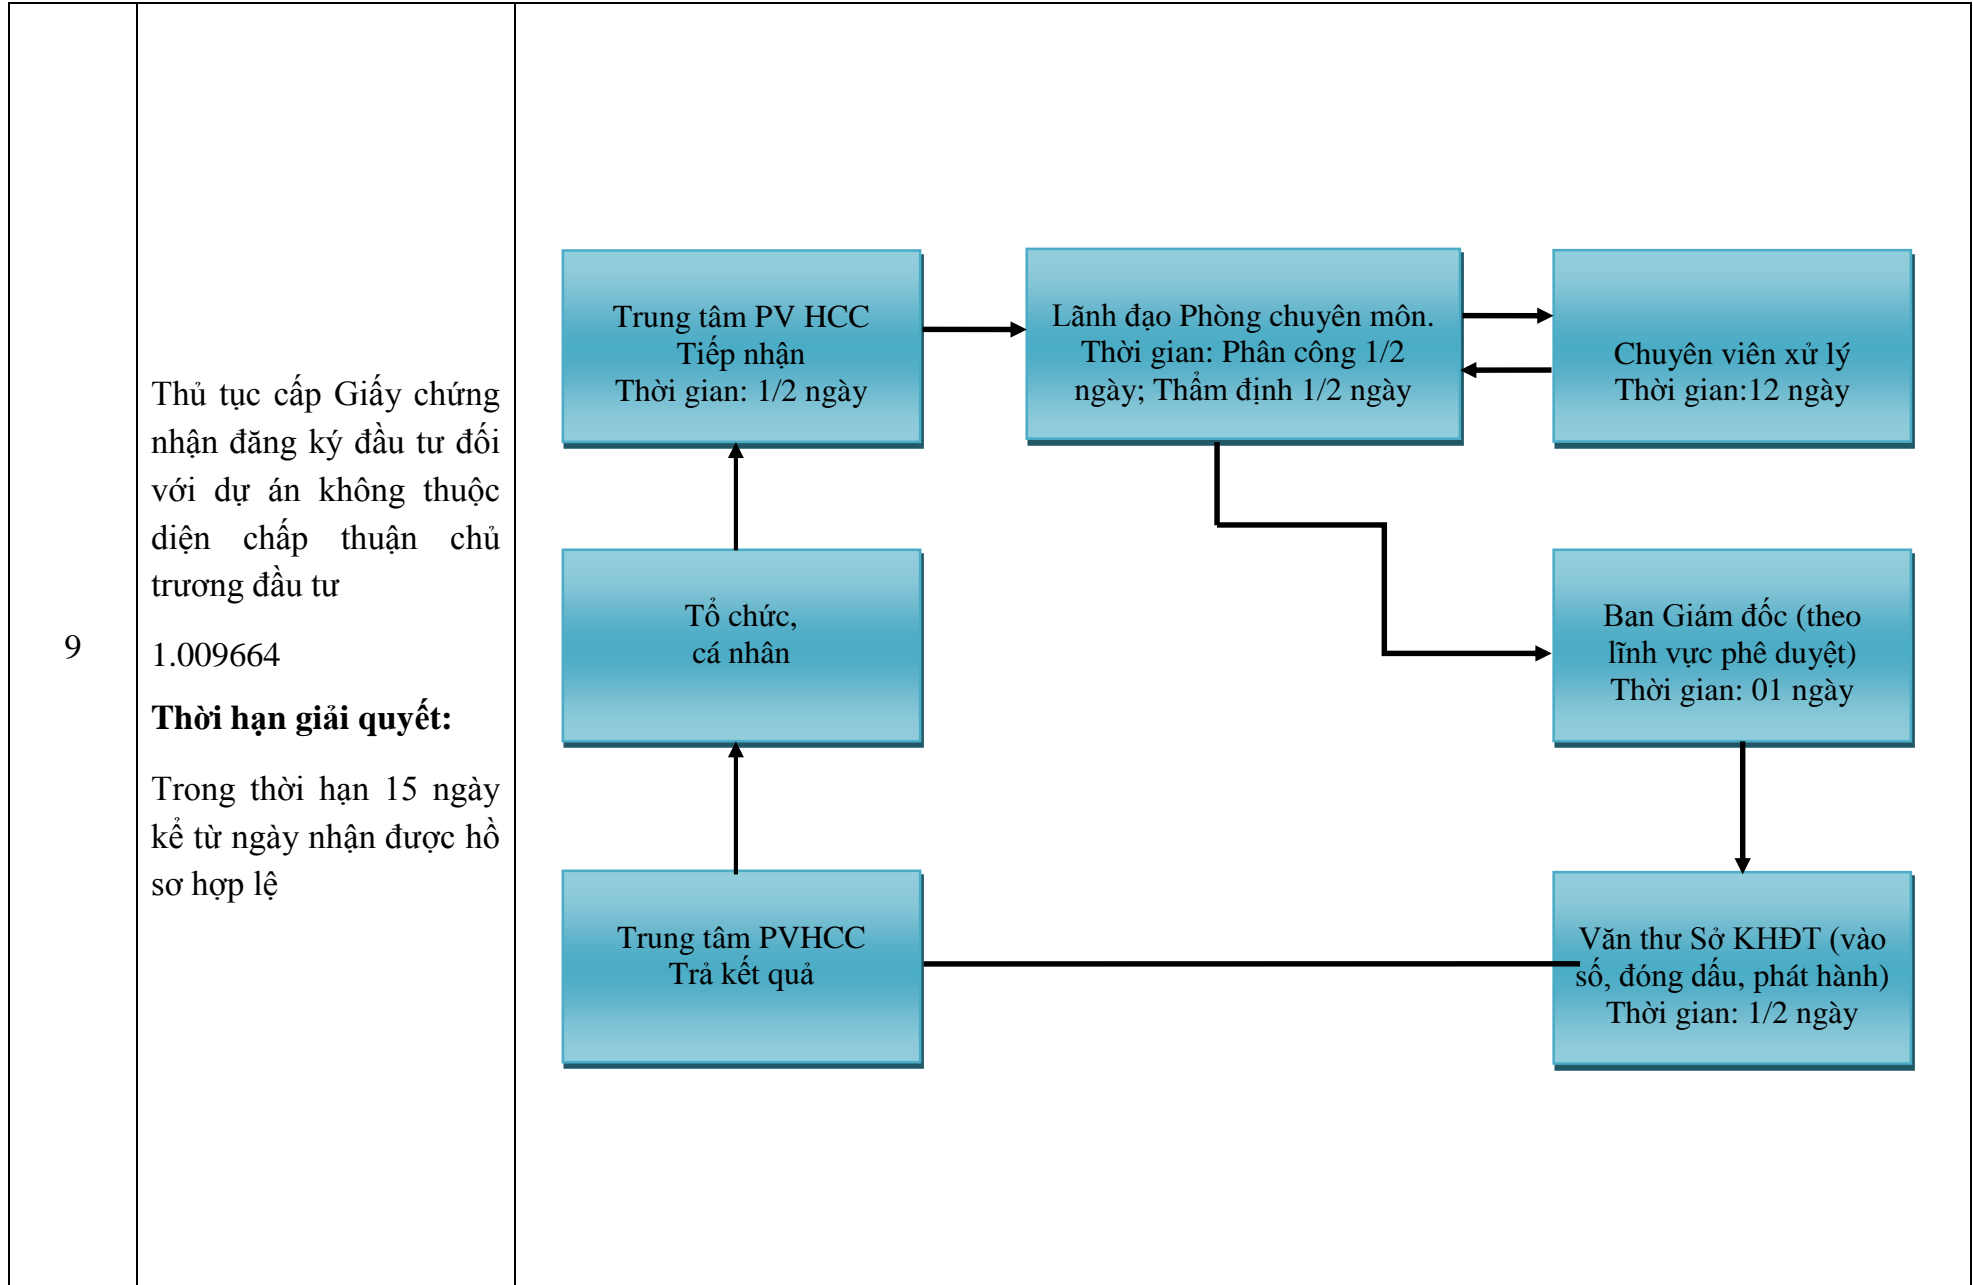 9
Thủ tục cấp Giấy chứng
nhận đăng ký đầu tư đối
với dự án không thuộc
diện chấp thuận chủ
trương đầu tư
1.009664
Thời hạn giải quyết:
Trong thời hạn 15 ngày
kể từ ngày nhận được hồ
sơ hợp lệ
Trung tâm PV HCC
Tiếp nhận
Thời gian: 1/2 ngày
Lãnh đạo Phòng chuyên môn.
Thời gian: Phân công 1/2
ngày; Thẩm định 1/2 ngày
Chuyên viên xử lý
Thời gian:12 ngày
Tổ chức,
cá nhân
Ban Giám đốc (theo
lĩnh vực phê duyệt)
Thời gian: 01 ngày
Trung tâm PVHCC
Trả kết quả
Văn thư Sở KHĐT (vào
số, đóng dấu, phát hành)
Thời gian: 1/2 ngày